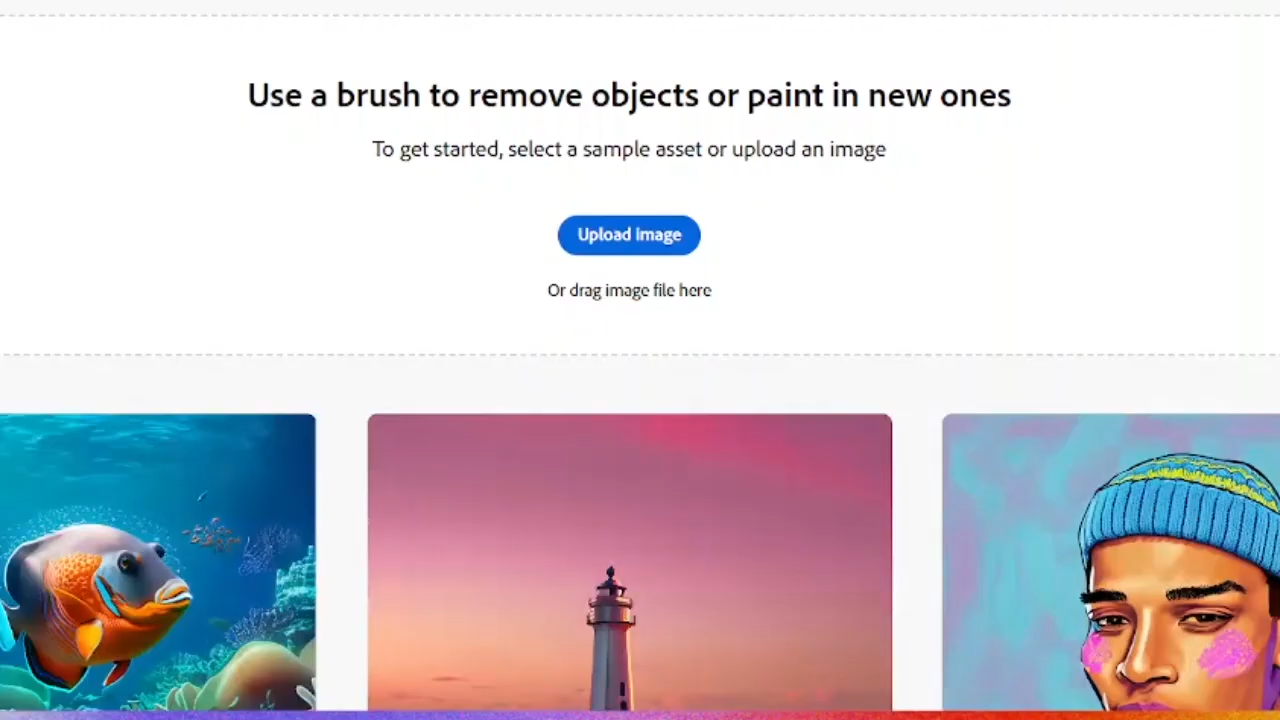 Use a brush to remove objects or paint in new ones
To get started, select a sample asset or upload an image
Upload image
Or drag image file here